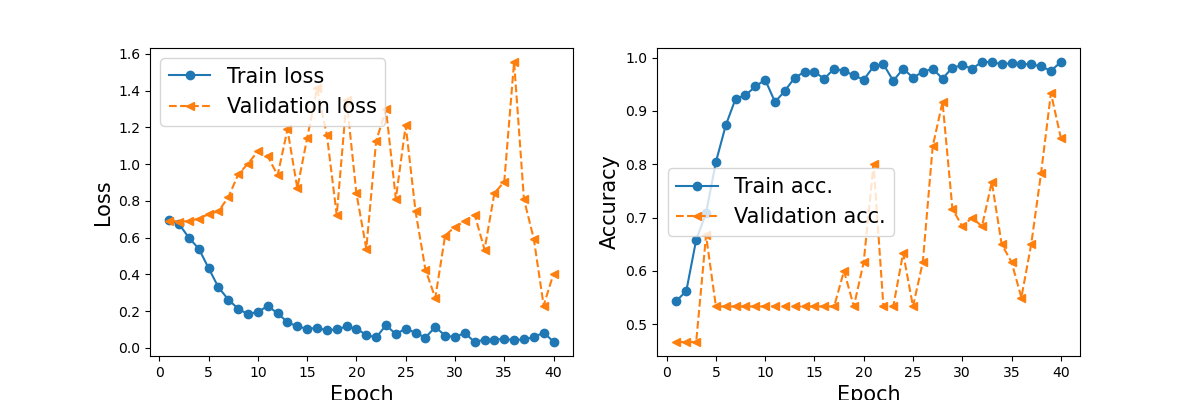 1.6
1.4
1.2
1.0
0.8
0.6
0.4
0.2
0.0
Loss
Train loss
Validation loss
0 5 10 15 20 25 30 35 40
Epoch
1.0
0.9
0.8
0.7
0.6
0.5
Accuracy
Train acc.
Validation acc.
0 5 10 15 20 25 30 35 40
Epoch